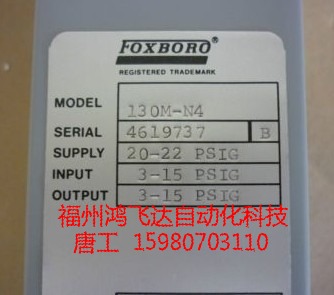 FOXBORO®
REGISTERED TRADEMARK
MODEL 130M-N4
SERIAL 4619737 B
SUPPLY 20-22 PSIG
INPUT 3-15 PSIG
OUTPUT 3-15 PSIG
福州鸿飞达自动化科技
唐工 15980703110